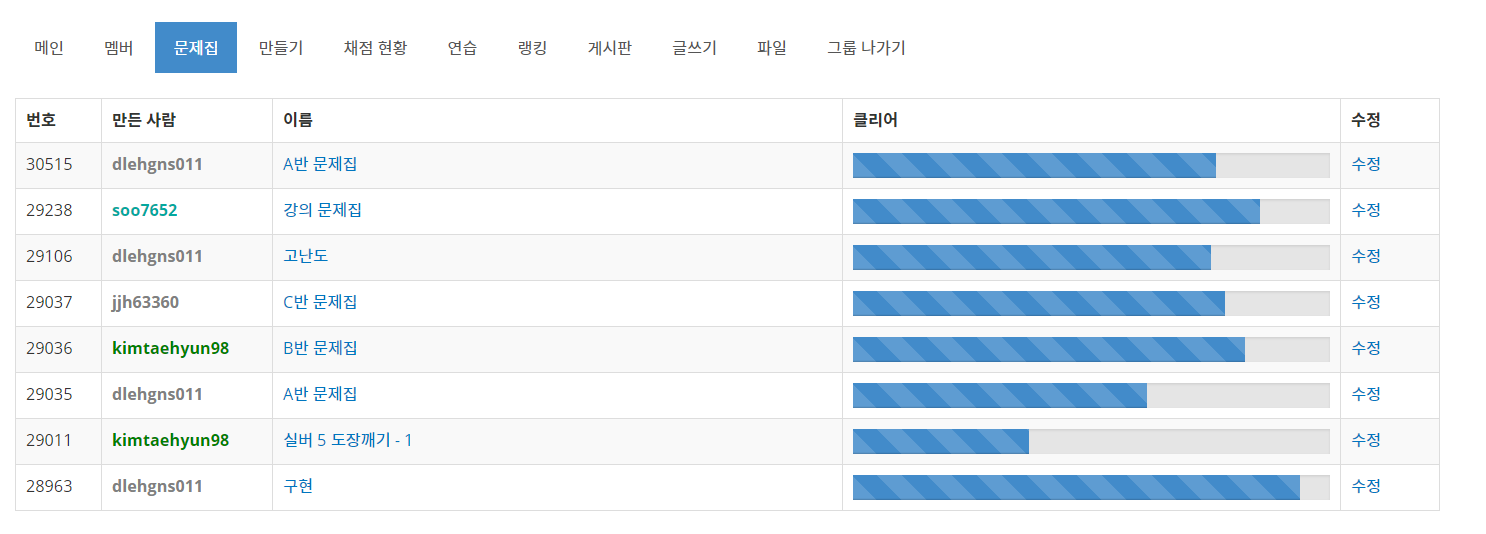 메인 멤버 문제집 만들기 채점 현황 연습 랭킹 게시판 글쓰기 파일 그룹 나가기
번호 만든 사람 이름 클리어 수정
30515 dlehgns011 A반 문제집 수정
29238 soo7652 강의 문제집 수정
29106 dlehgns011 고난도 수정
29037 jjh63360 C반 문제집 수정
29036 kimtaehyun98 B반 문제집 수정
29035 dlehgns011 A반 문제집 수정
29011 kimtaehyun98 실버 5 도장깨기 - 1 수정
28963 dlehgns011 구현 수정